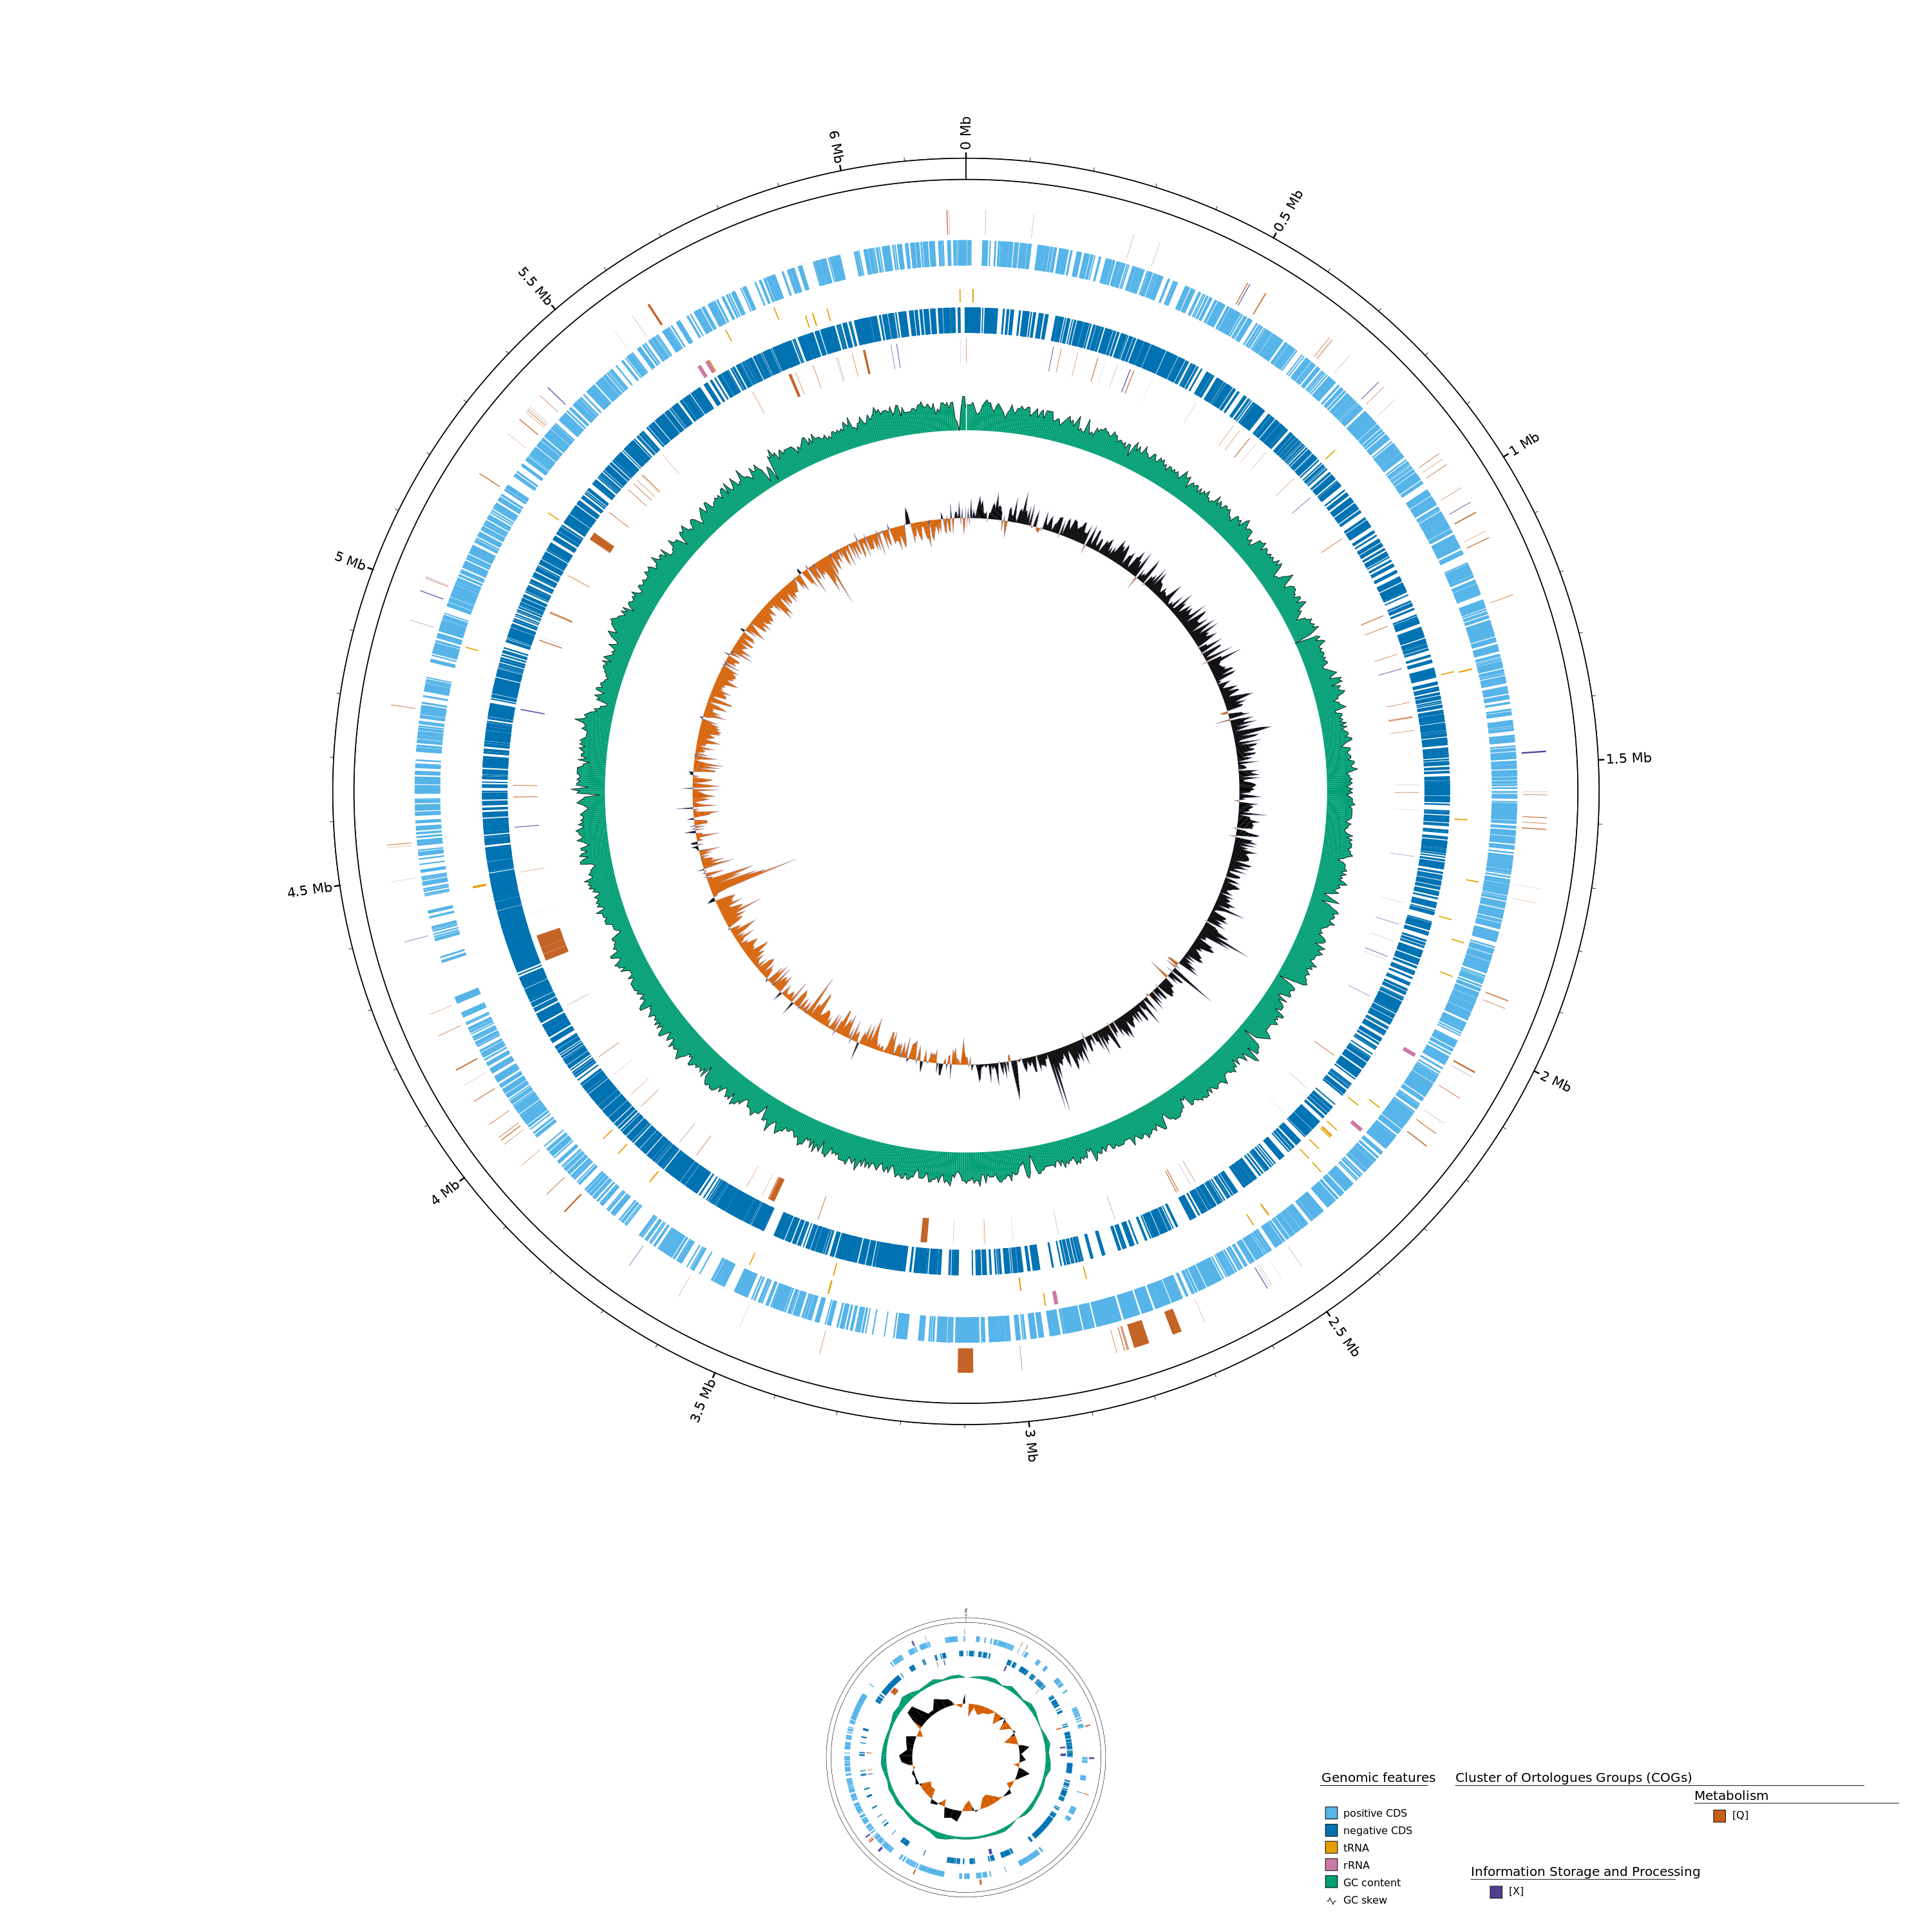 0 Mb
0.5 Mb
1 Mb
1.5 Mb
2 Mb
2.5 Mb
3 Mb
3.5 Mb
4 Mb
4.5 Mb
5 Mb
5.5 Mb
6 Mb
Genomic features
positive CDS
negative CDS
tRNA
rRNA
GC content
GC skew
Cluster of Ortologues Groups (COGs)
Metabolism
[Q]
Information Storage and Processing
[X]